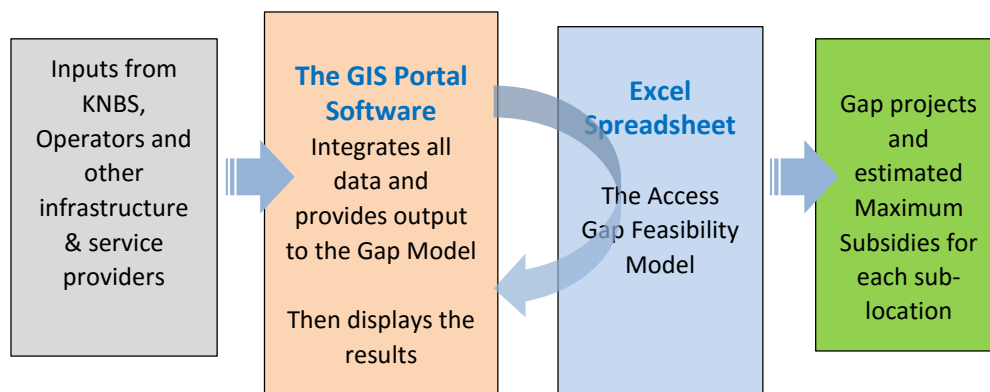 Inputs from
KNBS,
Operators and
other
infrastructure
& service
providers
The GIS Portal
Software
Integrates all
data and
provides output
to the Gap Model
Then displays the
results
Excel
Spreadsheet
The Access
Gap Feasibility
Model
Gap projects
and
estimated
Maximum
Subsidies for
each sub-
location